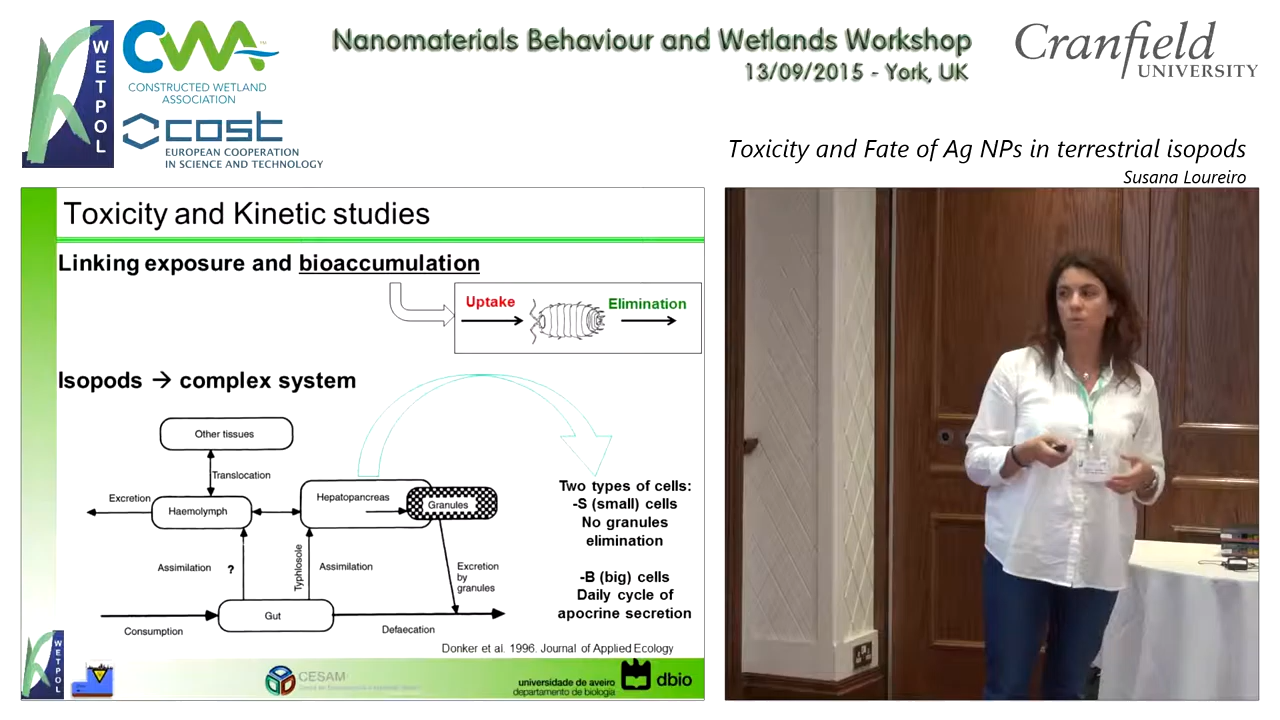 WETPOL
CWA
CONSTRUCTED WETLAND
ASSOCIATION
cost
EUROPEAN COOPERATION
IN SCIENCE AND TECHNOLOGY
Nanomaterials Behaviour and Wetlands Workshop
13/09/2015 - York, UK
Cranfield
UNIVERSITY
Toxicity and Fate of Ag NPs in terrestrial isopods
Susana Loureiro
Toxicity and Kinetic studies
Linking exposure and bioaccumulation
Uptake
Elimination
Isopods → complex system
Other tissues
Translocation
Excretion
Haemolymph
Hepatopancreas
Granules
Assimilation
?
Typhlosole
Assimilation
Excretion
by
granules
Gut
Consumption
Defaecation
Two types of cells:
-S (small) cells
No granules
elimination
-B (big) cells
Daily cycle of
apocrine secretion
Donker et al. 1996. Journal of Applied Ecology
WETPOL
CESAM
universidade de aveiro
departamento de biologia
dbio